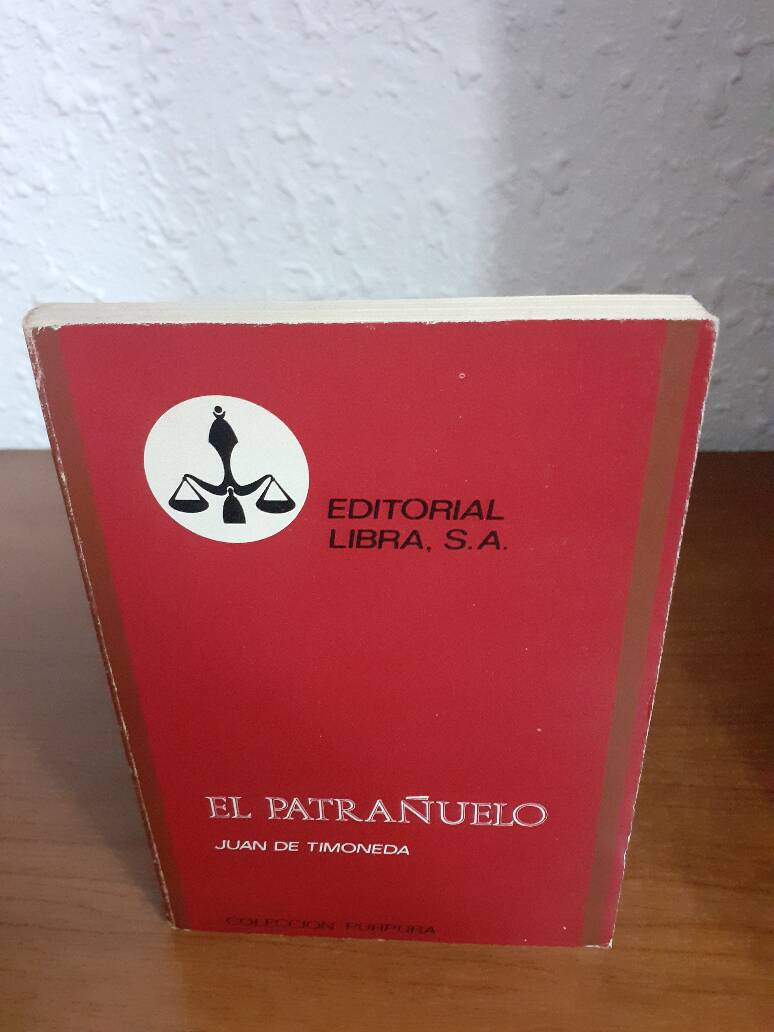 EDITORIAL
LIBRA, S.A.
EL PATRAÑUELO
JUAN DE TIMONEDA
COLECCION PURPURA